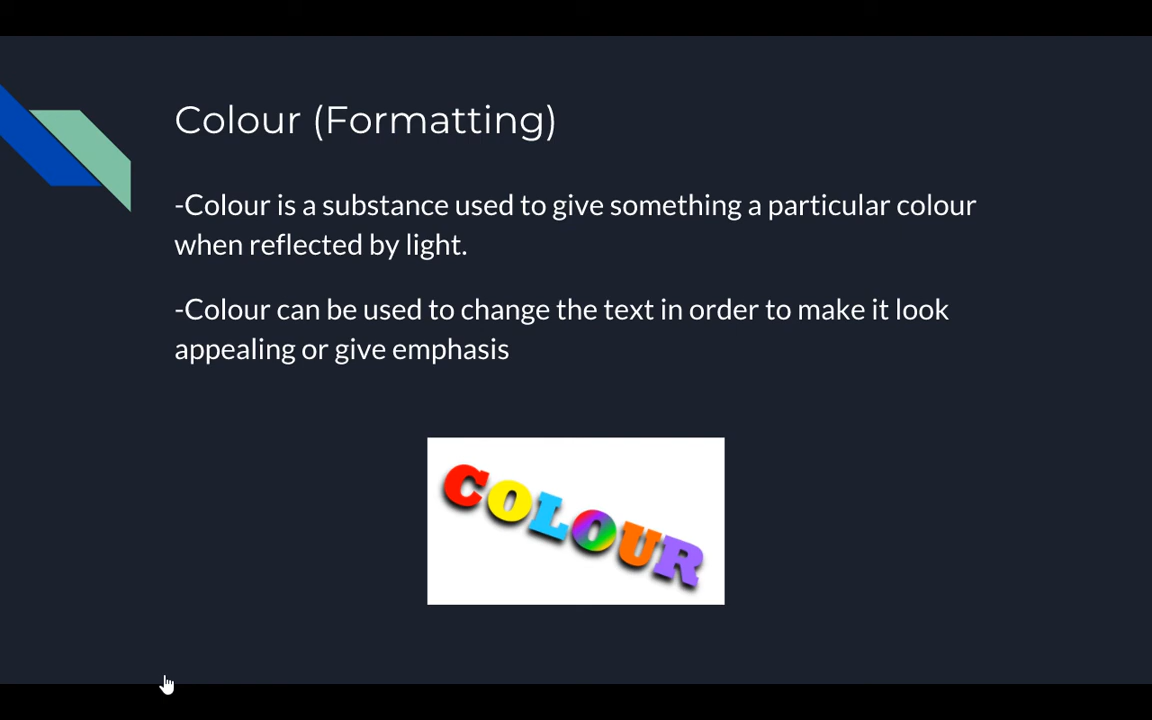 Colour (Formatting)
-Colour is a substance used to give something a particular colour
when reflected by light.
-Colour can be used to change the text in order to make it look
appealing or give emphasis
COLOUR